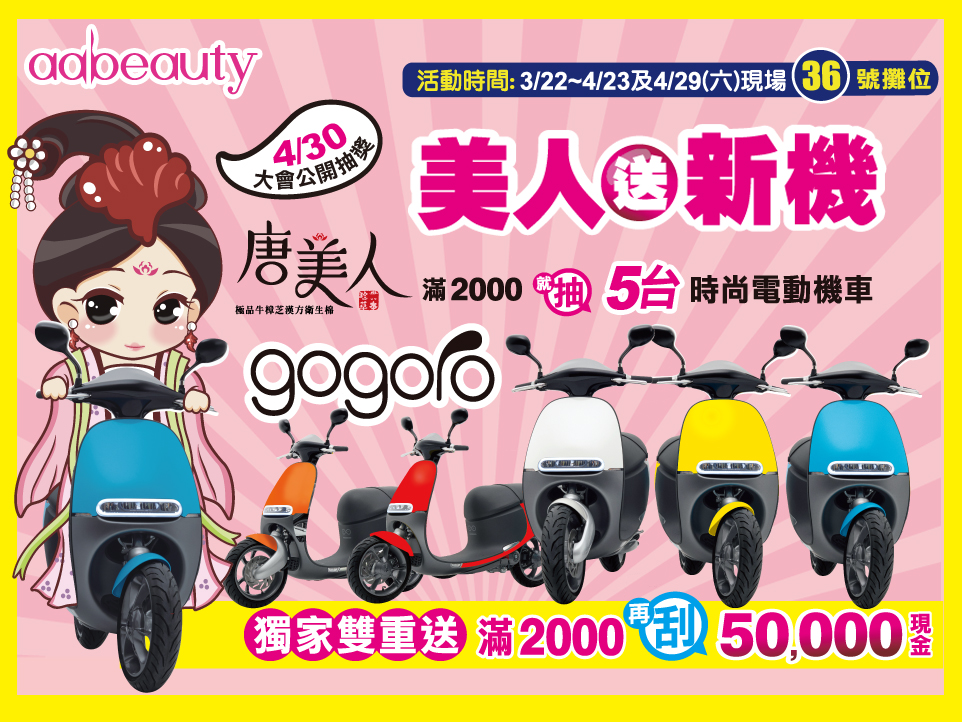 aabeauty
活動時間: 3/22~4/23及4/29(六)現場 36 號攤位
4/30
大會公開抽獎
美人送新機
唐美人
極品牛樟芝漢方衛生棉
滿2000 就抽 5台 時尚電動機車
gogoro
獨家雙重送 滿2000 再刮 50,000 現金